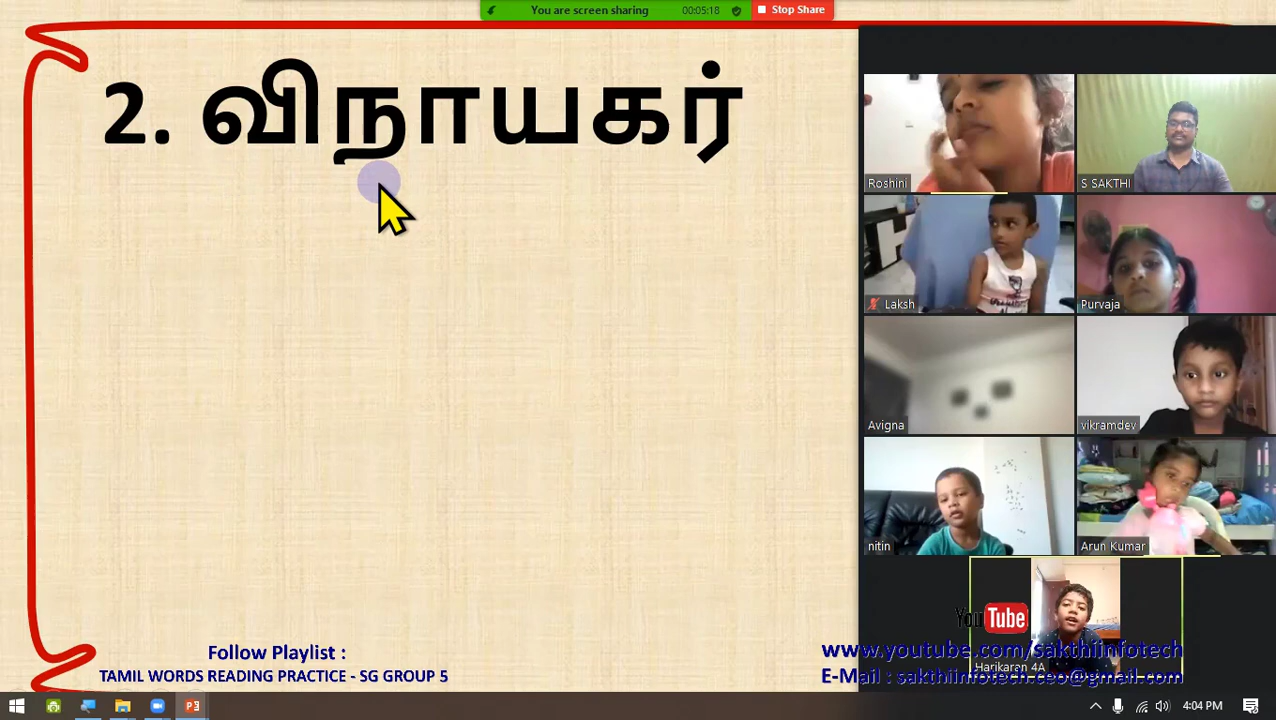 You are screen sharing 00:05:18 Stop Share
2. விநாயகர்
Roshini
S SAKTHI
Laksh
Purvaja
Avigna
vikramdev
nitin
Arun Kumar
YouTube
Harikaran 4A
www.youtube.com/sakthiinfotech
E-Mail : sakthiinfotech.ceo@gmail.com
Follow Playlist :
TAMIL WORDS READING PRACTICE - SG GROUP 5
4:04 PM